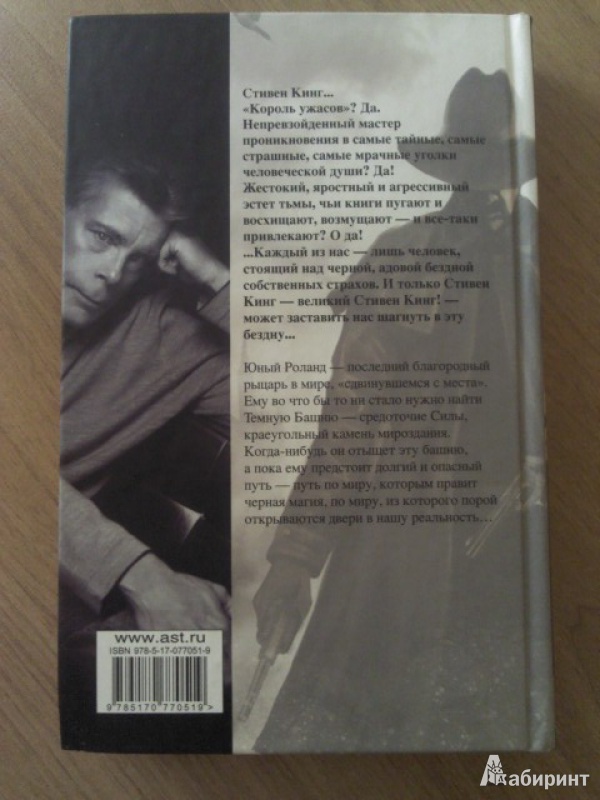 Стивен Кинг...
«Король ужасов»? Да.
Непревзойденный мастер
проникновения в самые тайные, самые
страшные, самые мрачные уголки
человеческой души? Да!
Жестокий, яростный и агрессивный
эстет тьмы, чьи книги пугают и
восхищают, возмущают — и все-таки
привлекают? О да!
...Каждый из нас — лишь человек,
стоящий над черной, адовой бездной
собственных страхов. И только Стивен
Кинг — великий Стивен Кинг! —
может заставить нас шагнуть в эту
бездну...
Юный Роланд — последний благородный
рыцарь в мире, «сдвинувшемся с места».
Ему во что бы то ни стало нужно найти
Темную Башню — средоточие Силы,
краеугольный камень мироздания.
Когда-нибудь он отыщет эту башню,
а пока ему предстоит долгий и опасный
путь — путь по миру, которым правит
черная магия, по миру, из которого порой
открываются двери в нашу реальность...
www.ast.ru
ISBN 978-5-17-077051-9
9 785170 770519 >
Лабиринт